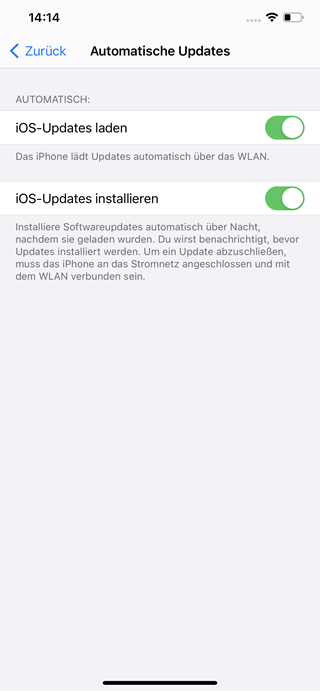 14:14
Zurück
Automatische Updates
AUTOMATISCH:
iOS-Updates laden
Das iPhone lädt Updates automatisch über das WLAN.
iOS-Updates installieren
Installiere Softwareupdates automatisch über Nacht,
nachdem sie geladen wurden. Du wirst benachrichtigt, bevor
Updates installiert werden. Um ein Update abzuschließen,
muss das iPhone an das Stromnetz angeschlossen und mit
dem WLAN verbunden sein.